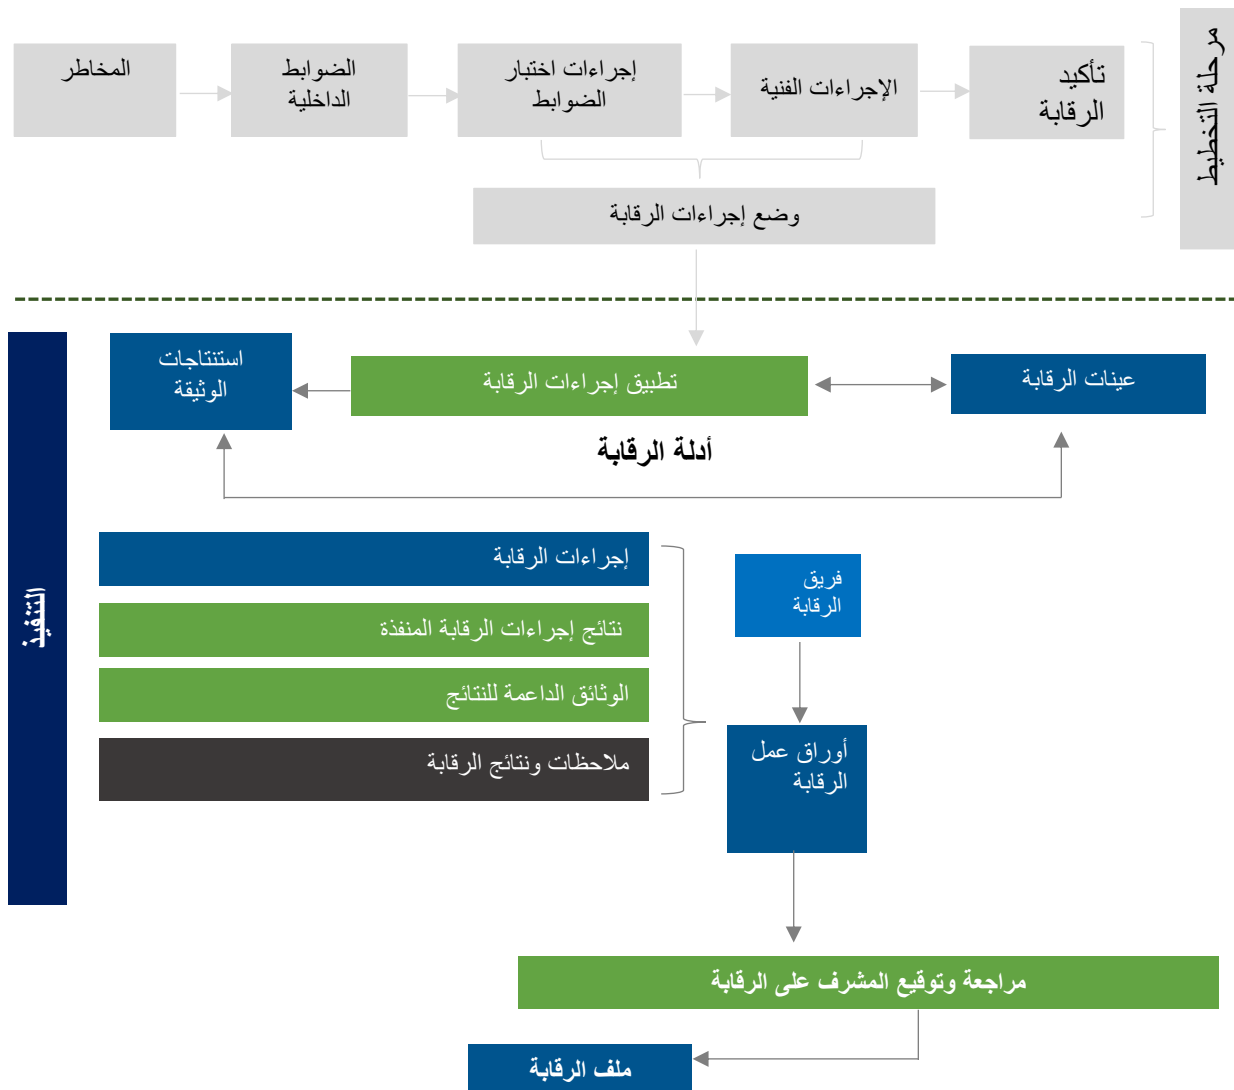 مرحلة التخطيط
المخاطر
الضوابط
الداخلية
إجراءات اختبار
الضوابط
الإجراءات الفنية
تأكيد
الرقابة
وضع إجراءات الرقابة
التنفيذ
استنتاجات
الوثيقة
تطبيق إجراءات الرقابة
عينات الرقابة
أدلة الرقابة
إجراءات الرقابة
نتائج إجراءات الرقابة المنفذة
الوثائق الداعمة للنتائج
ملاحظات ونتائج الرقابة
فريق
الرقابة
أوراق عمل
الرقابة
مراجعة وتوقيع المشرف على الرقابة
ملف الرقابة